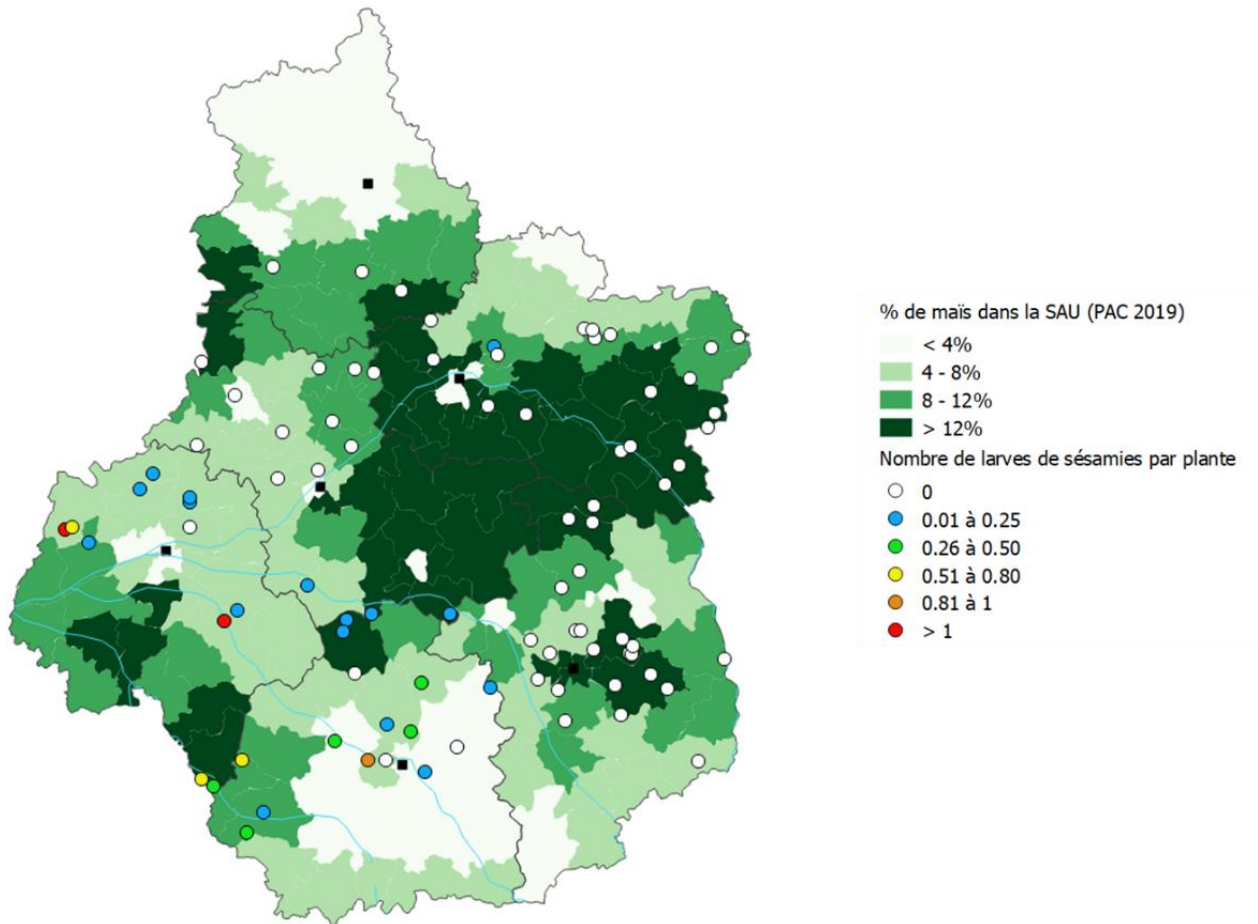 % de maïs dans la SAU (PAC 2019)
< 4%
4 - 8%
8 - 12%
> 12%
Nombre de larves de sésamies par plante
0
0.01 à 0.25
0.26 à 0.50
0.51 à 0.80
0.81 à 1
> 1